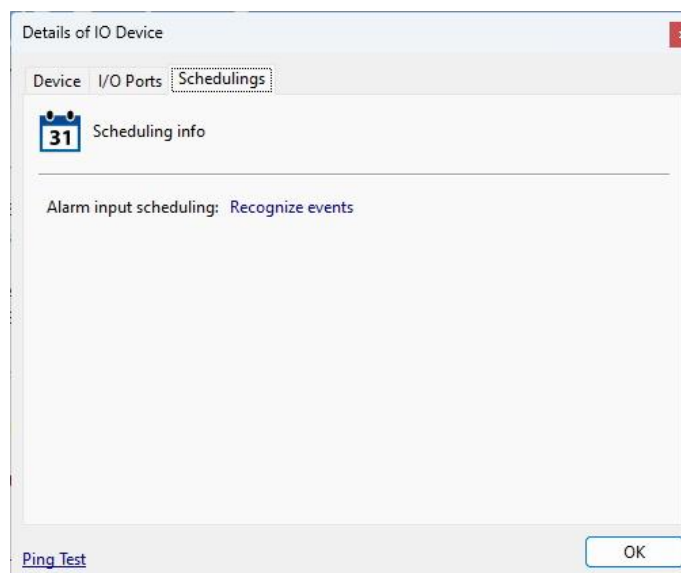 Details of IO Device
Device I/O Ports Schedulings
31 Scheduling info
Alarm input scheduling: Recognize events
Ping Test OK